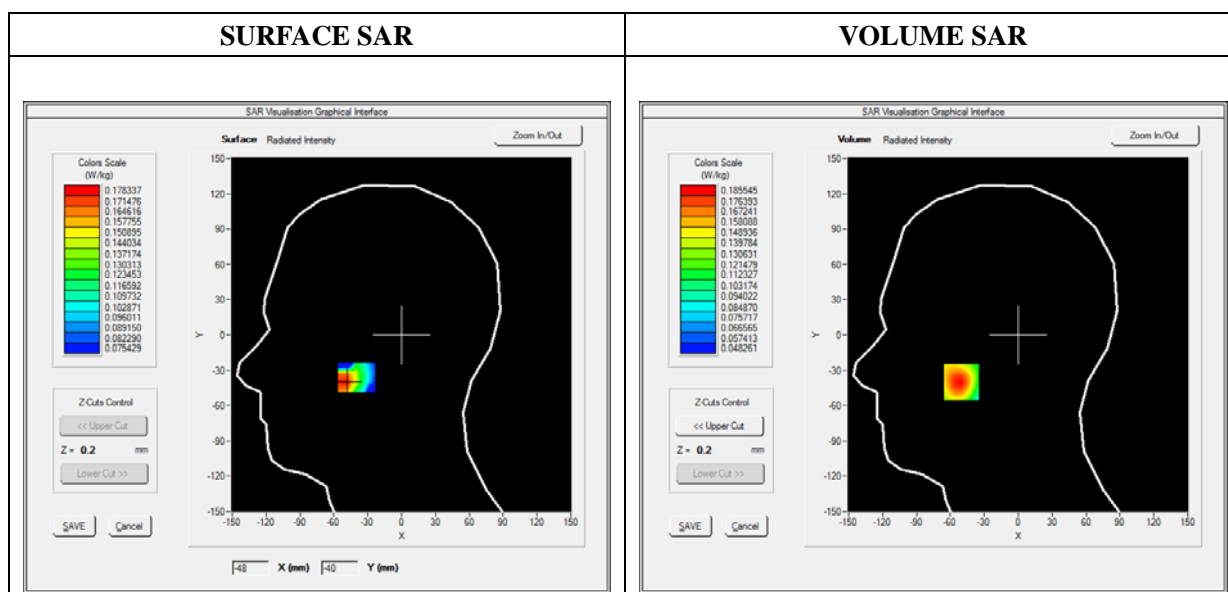 SURFACE SAR
VOLUME SAR
SAR Visualisation Graphical Interface
Surface Radiated Intensity
Zoom In/Out
Colors Scale
(W/kg)
0.178337
0.171476
0.164616
0.157755
0.150895
0.144034
0.137174
0.130313
0.123453
0.116592
0.109732
0.102871
0.096011
0.089150
0.082290
0.075429
Z-Cuts Control
<< Upper Cut
Z = 0.2 mm
Lower Cut >>
SAVE Cancel
150
120
90
60
30
0
-30
-60
-90
-120
-150
Y
-150 -120 -90 -60 -30 0 30 60 90 120 150
X
-48 X (mm) -40 Y (mm)
SAR Visualisation Graphical Interface
Volume Radiated Intensity
Zoom In/Out
Colors Scale
(W/kg)
0.185545
0.176393
0.167241
0.158088
0.148936
0.139784
0.130631
0.121479
0.112327
0.103174
0.094022
0.084870
0.075717
0.066565
0.057413
0.048261
Z-Cuts Control
<< Upper Cut
Z = 0.2 mm
Lower Cut >>
SAVE Cancel
150
120
90
60
30
0
-30
-60
-90
-120
-150
Y
-150 -120 -90 -60 -30 0 30 60 90 120 150
X